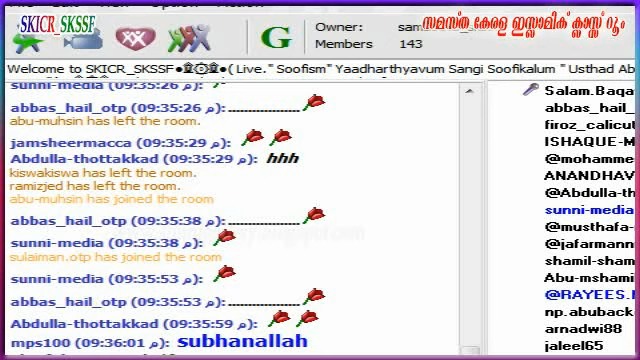 SKICR_SKSSF
സമസ്ത കേരള ഇസ്ലാമിക് ക്ലാസ്സ് റൂം
Owner:
Members 143
G
Welcome to SKICR_SKSSF ●۩۞۩●( Live." Soofism" Yaadharthyavum Sangi Soofikalum " Usthad Ab
sunni-media (09:35:26 م):
abbas_hail_otp (09:35:26 م): ...................
abu-muhsin has left the room.
jamsheermacca (09:35:29 م):
Abdulla-thottakkad (09:35:29 م): hhh
kiswakiswa has left the room.
ramizjed has left the room.
abu-muhsin has joined the room
abbas_hail_otp (09:35:38 م): ...................
sunni-media (09:35:38 م):
sulaiman.otp has joined the room
sunni-media (09:35:53 م):
abbas_hail_otp (09:35:53 م): ...................
Abdulla-thottakkad (09:35:59 م):
mps100 (09:36:01 م): subhanallah
Salam.Baqa
abbas_hail_
firoz_calicut
ISHAQUE-M
@mohamme
ANANDHAV
@Abdulla-th
sunni-media
@musthafa-
@jafarmann
shamil-sham
Abu-mshami
@RAYEES.
np.abuback
arnadwi88
jaleel65